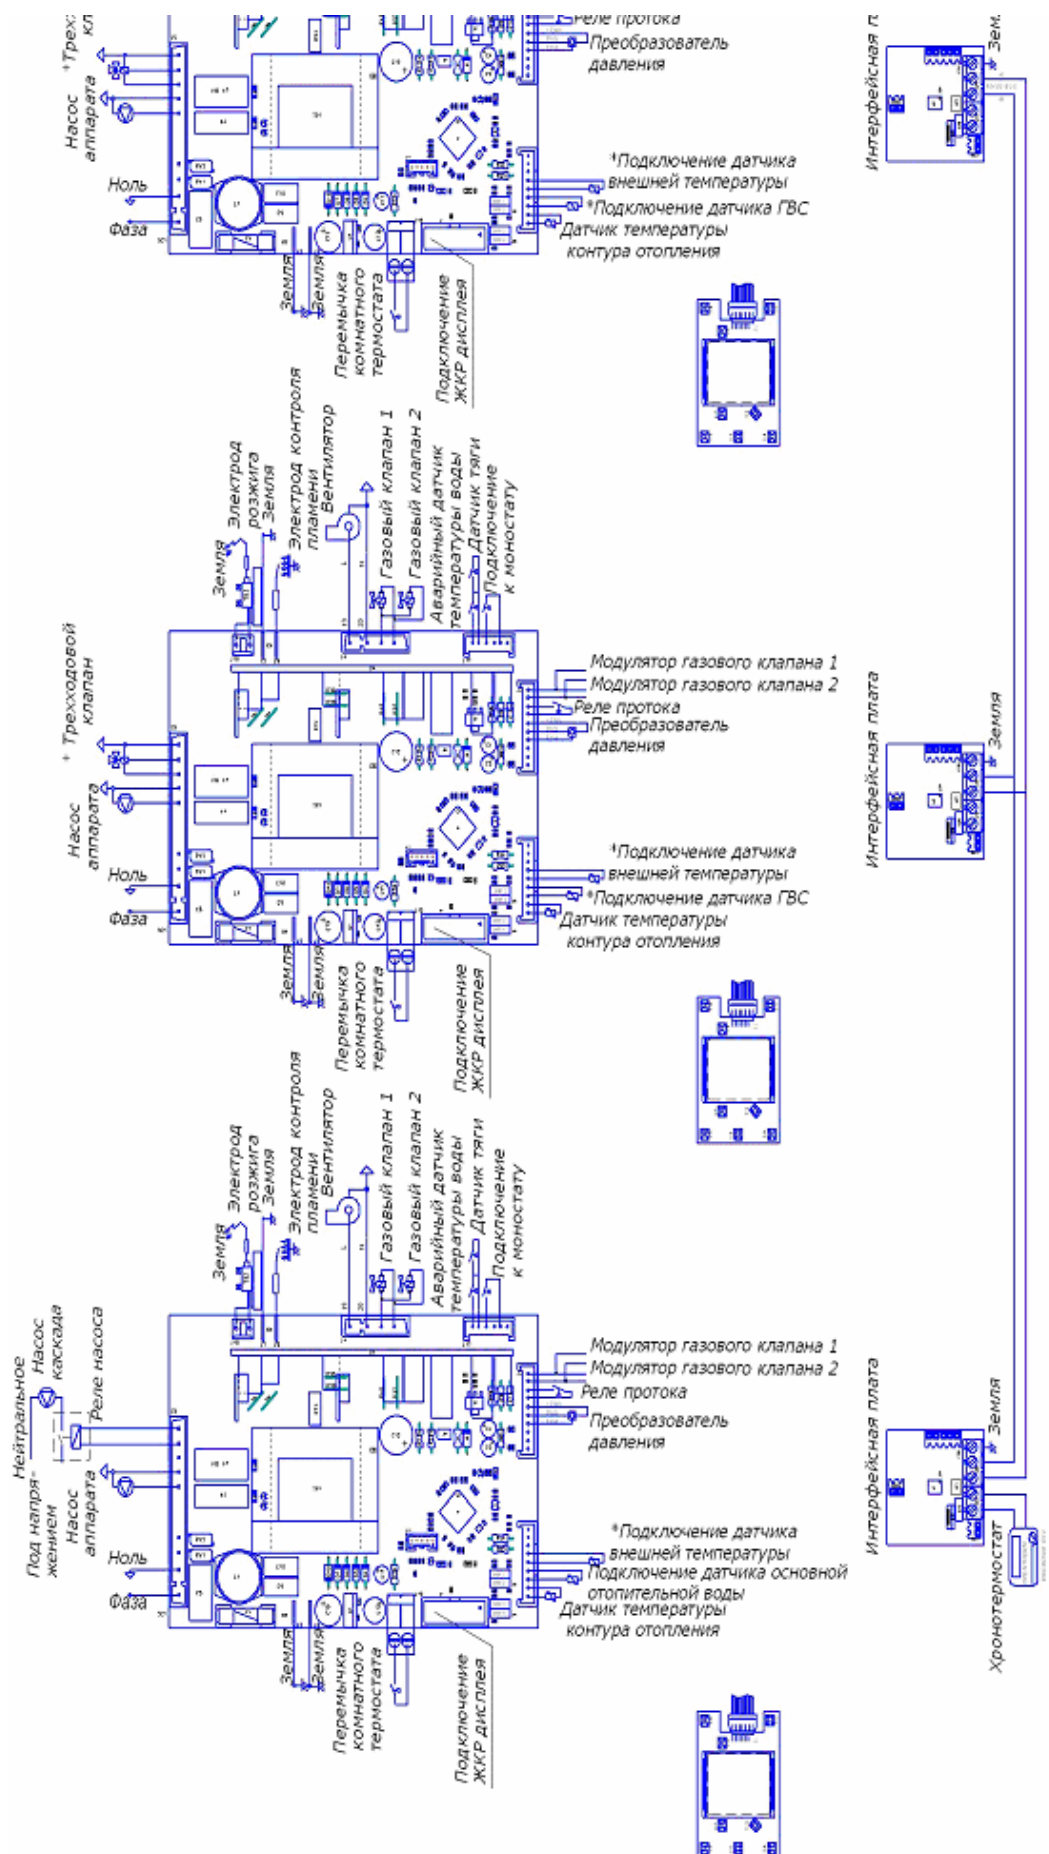 *Трех
кл
Насос
аппарата
Ноль
Фаза
Реле протока
Преобразователь
давления
*Подключение датчика
внешней температуры
*Подключение датчика ГВС
Датчик температуры
контура отопления
Земля
Земля
Перемычка
комнатного
термостата
Подключение
ЖКР дисплея
Интерфейсная п
Зем
Земля
Электрод
розжига
Земля
Электрод контроля
пламени
Вентилятор
Газовый клапан 1
Газовый клапан 2
Аварийный датчик
температуры воды
Датчик тяги
Подключение
к моностату
* Трехходовой
клапан
Насос
аппарата
Ноль
Фаза
Модулятор газового клапана 1
Модулятор газового клапана 2
Реле протока
Преобразователь
давления
*Подключение датчика
внешней температуры
*Подключение датчика ГВС
Датчик температуры
контура отопления
Земля
Земля
Перемычка
комнатного
термостата
Подключение
ЖКР дисплея
Интерфейсная плата
Земля
Земля
Электрод
розжига
Земля
Электрод контроля
пламени
Вентилятор
Газовый клапан 1
Газовый клапан 2
Аварийный датчик
температуры воды
Датчик тяги
Подключение
к моностату
Нейтральное
Насос
каскада
Реле насоса
Под напря-
жением
Насос
аппарата
Ноль
Фаза
Модулятор газового клапана 1
Модулятор газового клапана 2
Реле протока
Преобразователь
давления
*Подключение датчика
внешней температуры
Подключение датчика основной
отопительной воды
Датчик температуры
контура отопления
Земля
Земля
Перемычка
комнатного
термостата
Подключение
ЖКР дисплея
Интерфейсная плата
Земля
Хронотермостат